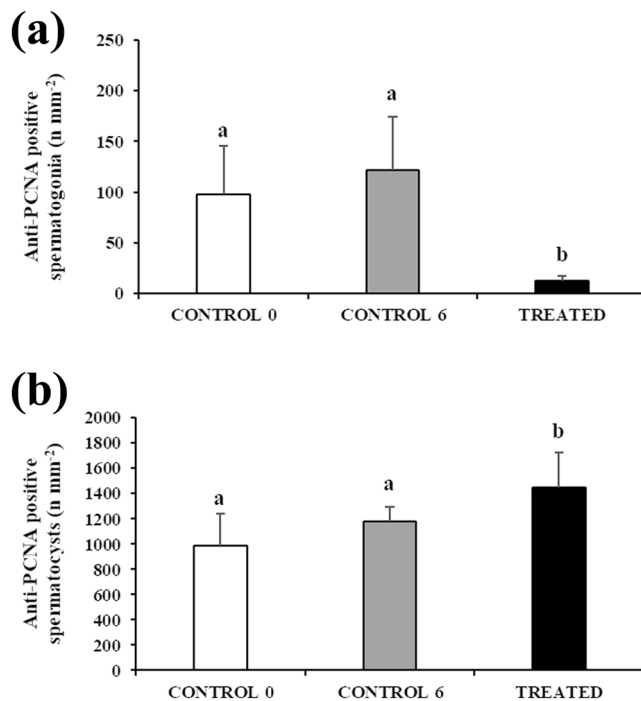 (a)
Anti-PCNA positive
spermatogonia (n mm-2)
250
200
150
100
50
0
a
a
b
CONTROL 0
CONTROL 6
TREATED
(b)
Anti-PCNA positive
spermatocysts (n mm-2)
2000
1800
1600
1400
1200
1000
800
600
400
200
0
a
a
b
CONTROL 0
CONTROL 6
TREATED